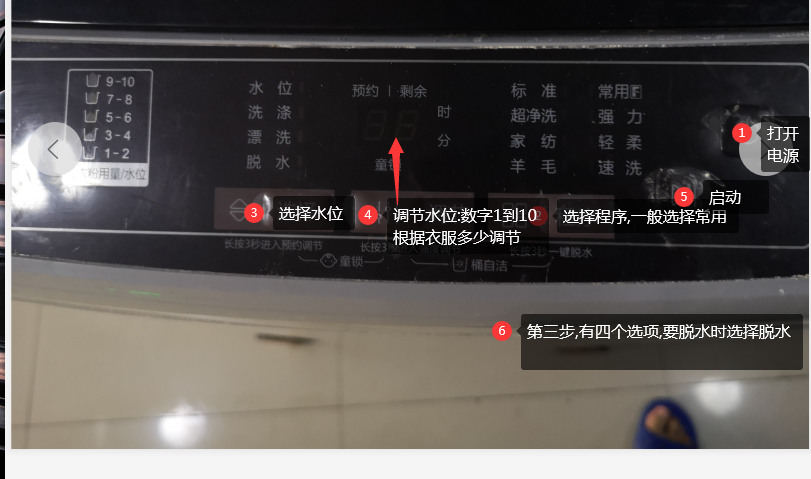 9-10
7-8
5-6
3-4
1-2
粉用量/水位
水 位
洗 涤
漂 洗
脱 水
预约 | 剩余
时
分
童锁
标 准
超净洗
家 纺
羊 毛
常用
强 力
轻 柔
速 洗
1 打开
电源
5 启动
3 选择水位
4 调节水位:数字1到10
根据衣服多少调节
2 选择程序,一般选择常用
长按3秒进入预约调节
长按3
长按3秒一键脱水
童锁
桶自洁
6 第三步,有四个选项,要脱水时选择脱水